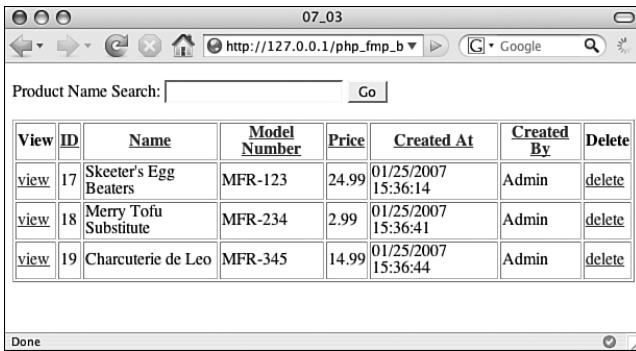 07_03
http://127.0.0.1/php_fmp_b
G Google
Product Name Search: Go
View ID Name Model Number Price Created At Created By Delete
view 17 Skeeter's Egg Beaters MFR-123 24.99 01/25/2007 15:36:14 Admin delete
view 18 Merry Tofu Substitute MFR-234 2.99 01/25/2007 15:36:41 Admin delete
view 19 Charcuterie de Leo MFR-345 14.99 01/25/2007 15:36:44 Admin delete
Done